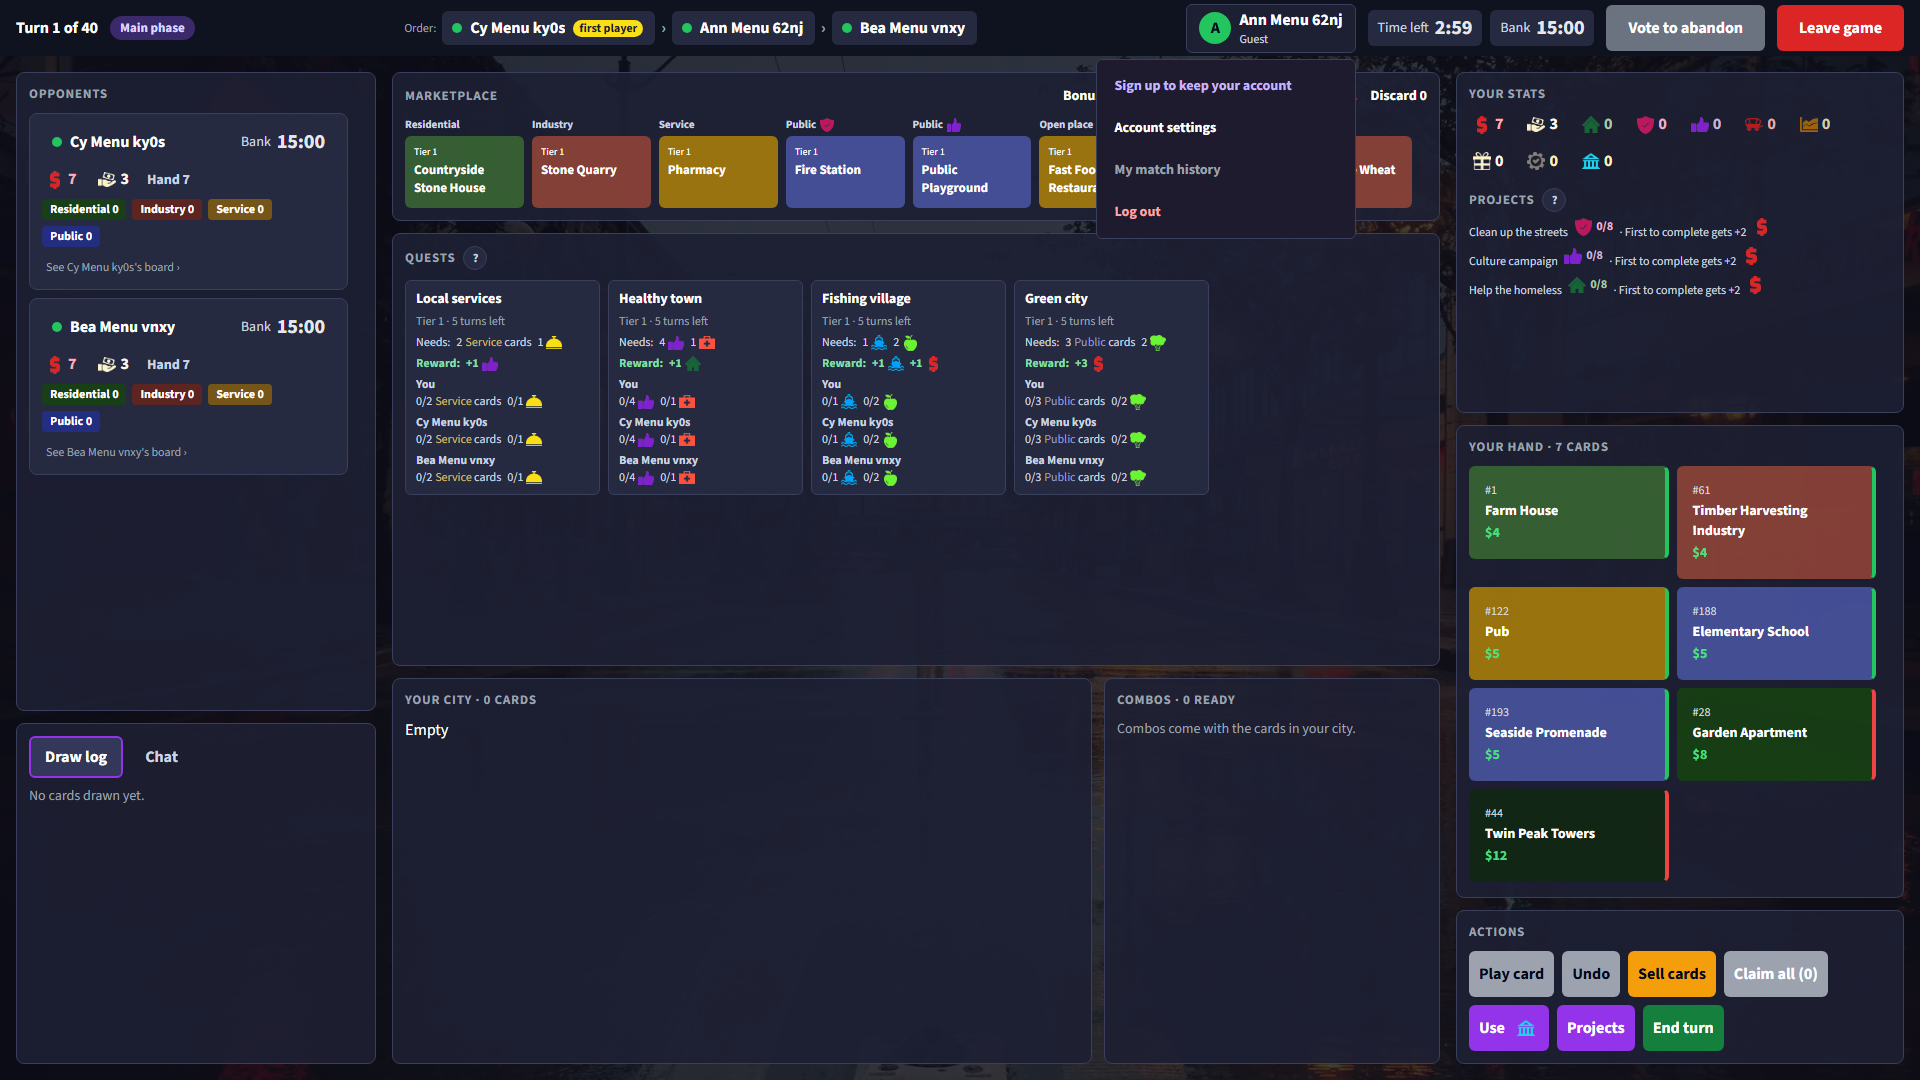 Turn 1 of 40 Main phase
Order: Cy Menu ky0s first player › Ann Menu 62nj › Bea Menu vnxy
A Ann Menu 62nj
Guest
Time left 2:59
Bank 15:00
Vote to abandon
Leave game
Sign up to keep your account
Account settings
My match history
Log out
OPPONENTS
Cy Menu ky0s Bank 15:00
7 3 Hand 7
Residential 0 Industry 0 Service 0
Public 0
See Cy Menu ky0s's board ›
Bea Menu vnxy Bank 15:00
7 3 Hand 7
Residential 0 Industry 0 Service 0
Public 0
See Bea Menu vnxy's board ›
Draw log Chat
No cards drawn yet.
MARKETPLACE
Discard 0
Residential
Tier 1
Countryside
Stone House
Industry
Tier 1
Stone Quarry
Service
Tier 1
Pharmacy
Public
Tier 1
Fire Station
Public
Tier 1
Public
Playground
Open place
Tier 1
Fast
Wheat
QUESTS ?
Local services
Tier 1 · 5 turns left
Needs: 2 Service cards 1
Reward: +1
You
0/2 Service cards 0/1
Cy Menu ky0s
0/2 Service cards 0/1
Bea Menu vnxy
0/2 Service cards 0/1
Healthy town
Tier 1 · 5 turns left
Needs: 4 1
Reward: +1
You
0/4 0/1
Cy Menu ky0s
0/4 0/1
Bea Menu vnxy
0/4 0/1
Fishing village
Tier 1 · 5 turns left
Needs: 1 2
Reward: +1 +1
You
0/1 0/2
Cy Menu ky0s
0/1 0/2
Bea Menu vnxy
0/1 0/2
Green city
Tier 1 · 5 turns left
Needs: 3 Public cards 2
Reward: +3
You
0/3 Public cards 0/2
Cy Menu ky0s
0/3 Public cards 0/2
Bea Menu vnxy
0/3 Public cards 0/2
YOUR CITY · 0 CARDS
Empty
COMBOS · 0 READY
Combos come with the cards in your city.
YOUR STATS
7 3 0 0 0 0 0
0 0 0
PROJECTS ?
Clean up the streets 0/8 · First to complete gets +2
Culture campaign 0/8 · First to complete gets +2
Help the homeless 0/8 · First to complete gets +2
YOUR HAND · 7 CARDS
#1
Farm House
$4
#61
Timber Harvesting
Industry
$4
#122
Pub
$5
#188
Elementary School
$5
#193
Seaside Promenade
$5
#28
Garden Apartment
$8
#44
Twin Peak Towers
$12
ACTIONS
Play card Undo Sell cards Claim all (0)
Use Projects End turn